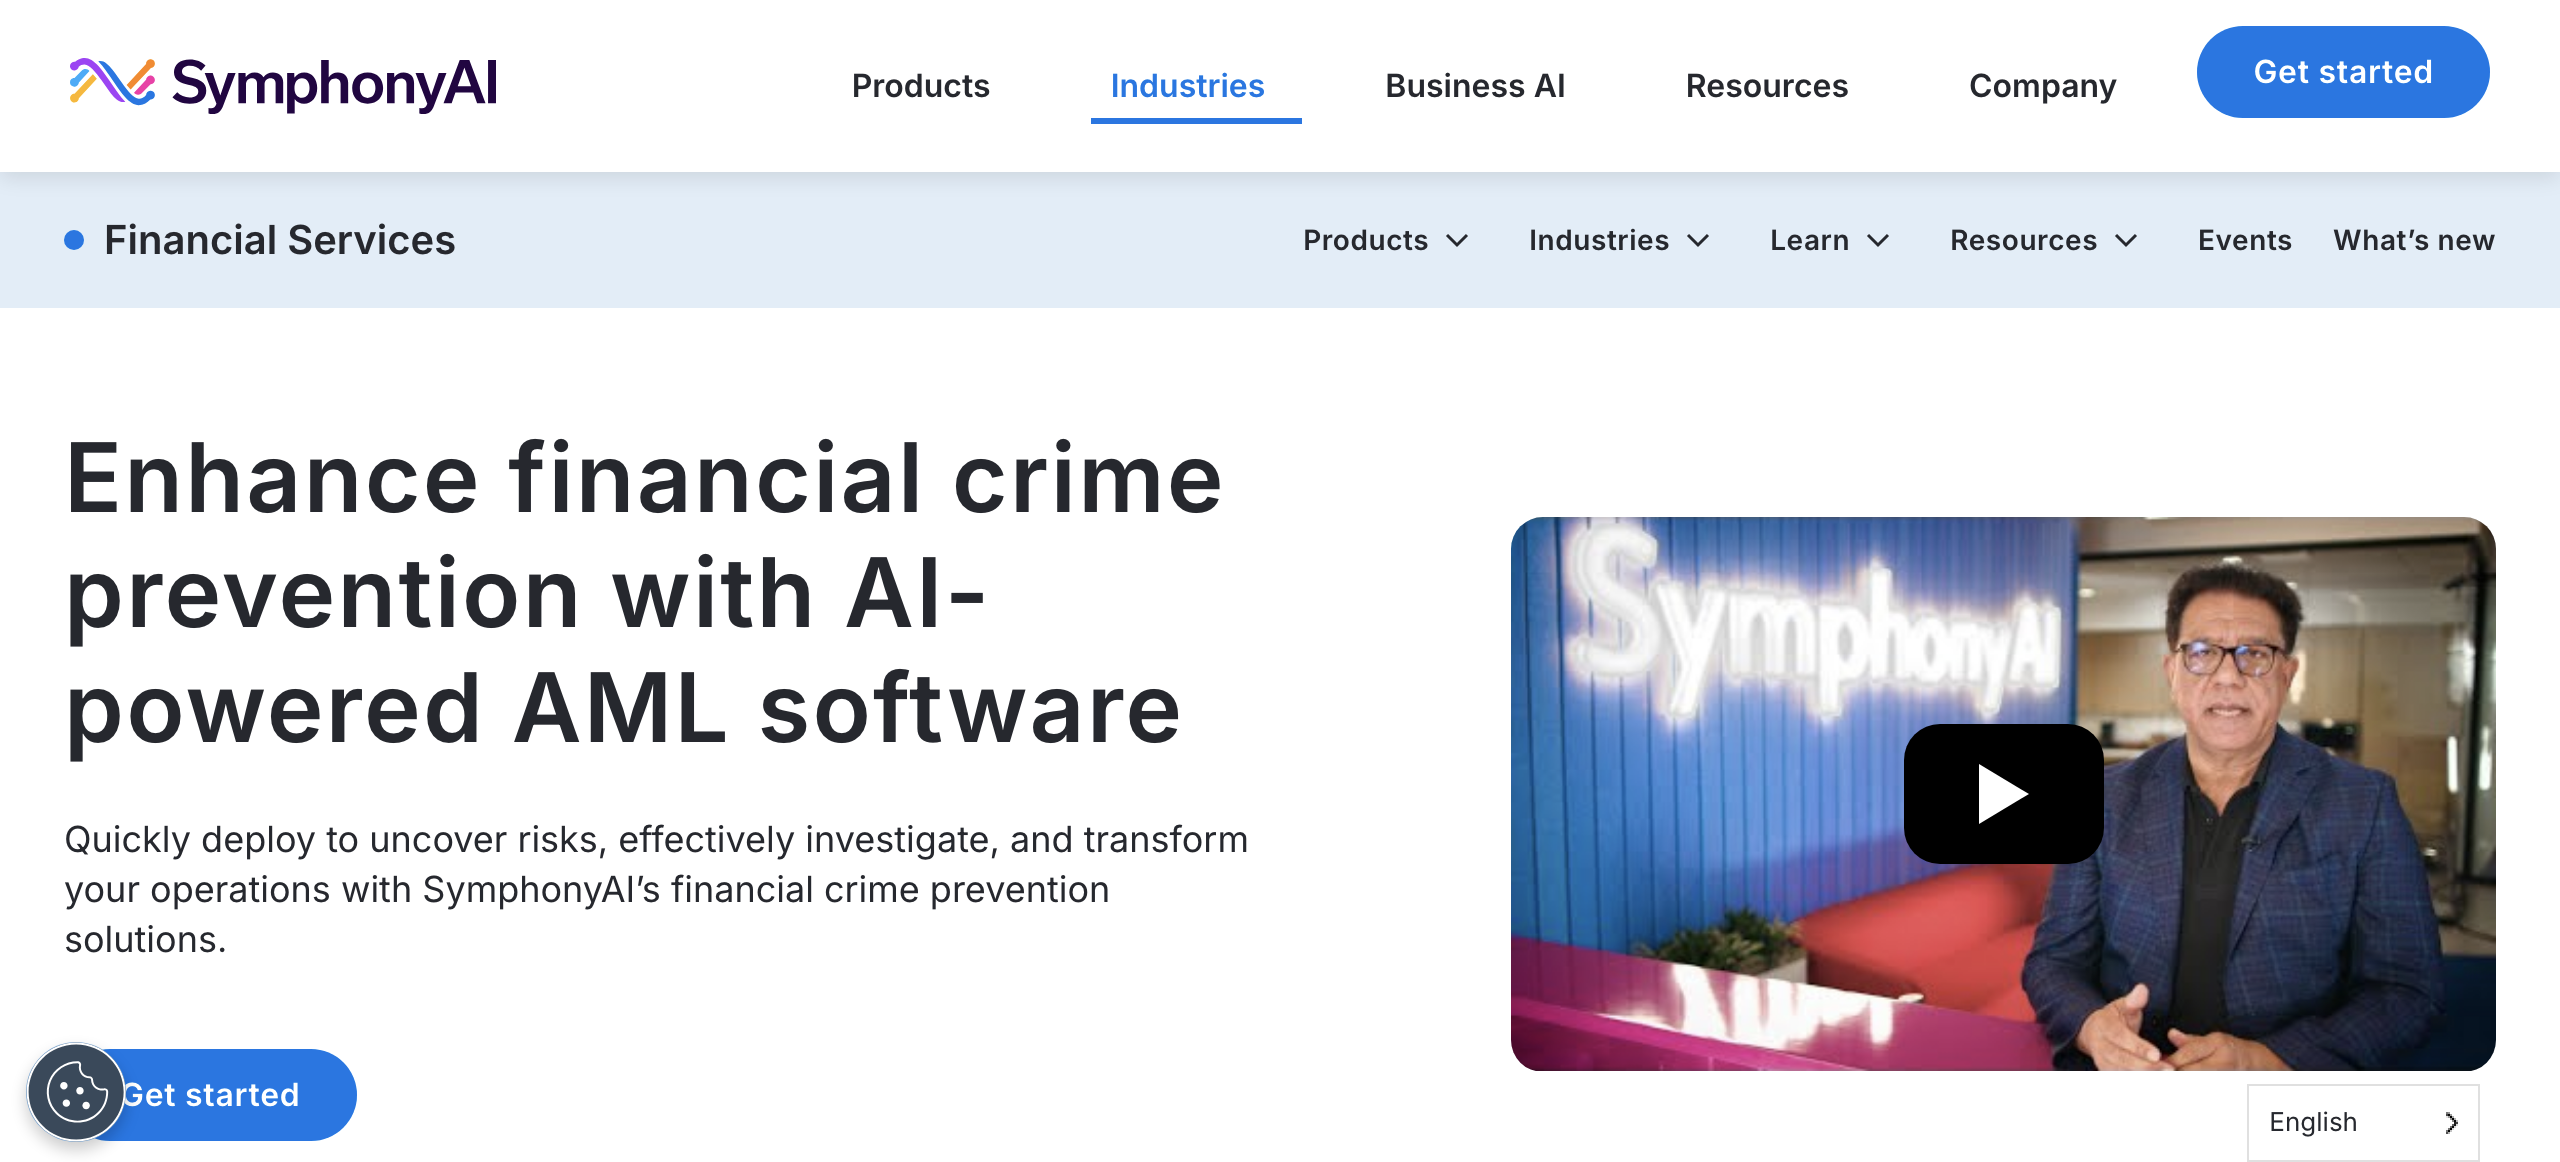 SymphonyAI
Products
Industries
Business AI
Resources
Company
Get started
Financial Services
Products
Industries
Learn
Resources
Events
What’s new
Enhance financial crime
prevention with AI-
powered AML software
Quickly deploy to uncover risks, effectively investigate, and transform
your operations with SymphonyAI’s financial crime prevention
solutions.
Get started
SymphonyAI
English